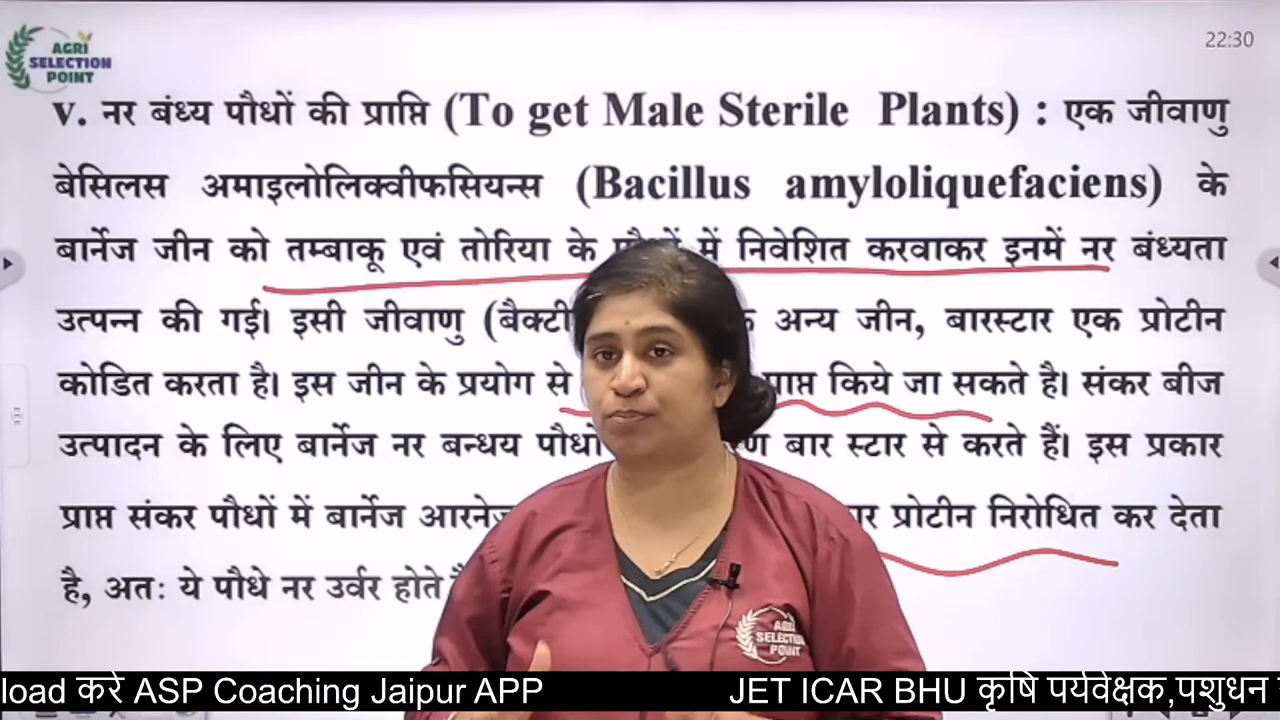 AGRI
SELECTION
POINT
22:30
v. नर बंध्य पौधों की प्राप्ति (To get Male Sterile Plants) : एक जीवाणु
बेसिलस अमाइलोलिक्वीफसियन्स (Bacillus amyloliquefaciens) के
बार्नेज जीन को तम्बाकू एवं तोरिया के पौधों में निवेशित करवाकर इनमें नर बंध्यता
उत्पन्न की गई। इसी जीवाणु अन्य जीन, बारस्टार एक प्रोटीन
कोडित करता है। इस जीन के प्रयोग से प्राप्त किये जा सकते है। संकर बीज
उत्पादन के लिए बार्नेज नर बन्धय बार स्टार से करते हैं। इस प्रकार
प्राप्त संकर पौधों में बार्नेज प्रोटीन निरोधित कर देता
है, अतः ये पौधे नर उर्वर होते
AGRI
SELECTION
POINT
load करे ASP Coaching Jaipur APP JET ICAR BHU कृषि पर्यवेक्षक,पशुधन